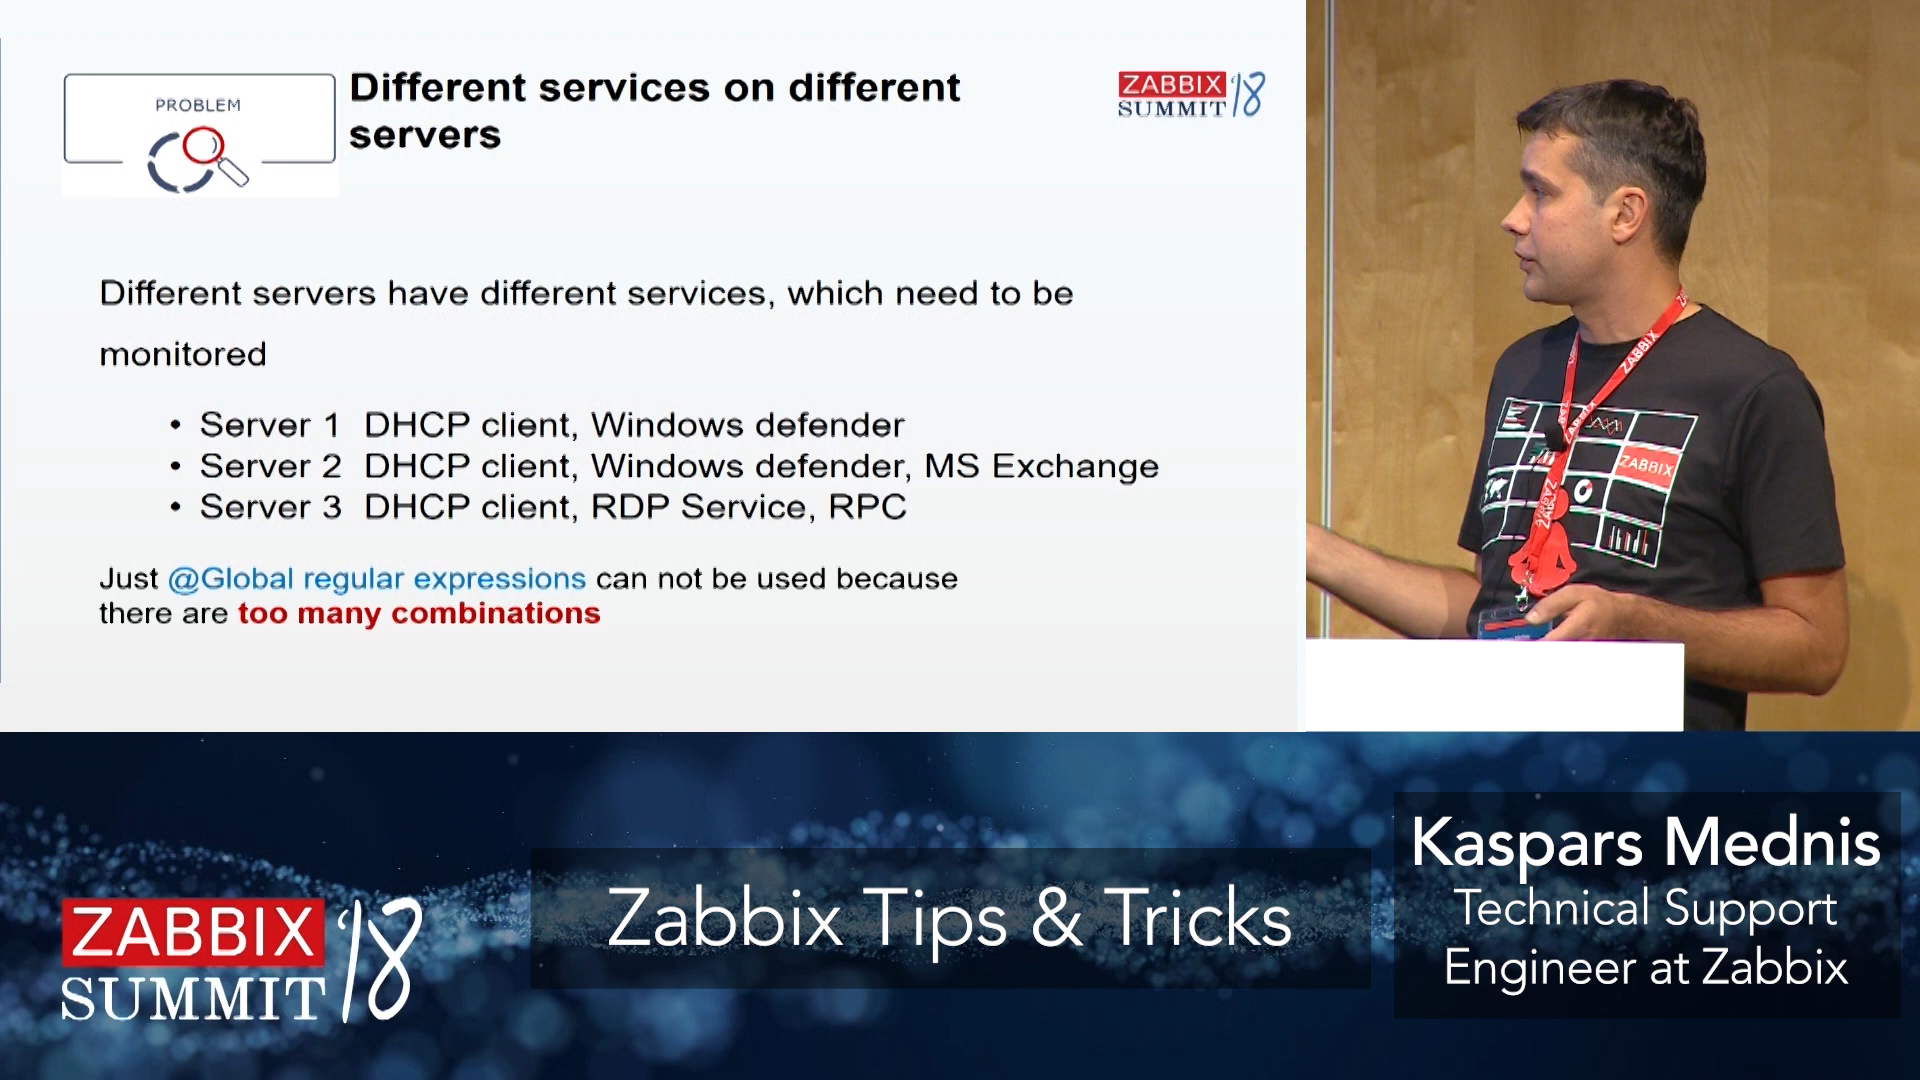 PROBLEM
Different services on different
servers
ZABBIX '18
SUMMIT
Different servers have different services, which need to be
monitored
• Server 1 DHCP client, Windows defender
• Server 2 DHCP client, Windows defender, MS Exchange
• Server 3 DHCP client, RDP Service, RPC
Just @Global regular expressions can not be used because
there are too many combinations
ZABBIX
ZABBIX
ZABBIX
ZABBIX '18
SUMMIT
Zabbix Tips & Tricks
Kaspars Mednis
Technical Support
Engineer at Zabbix